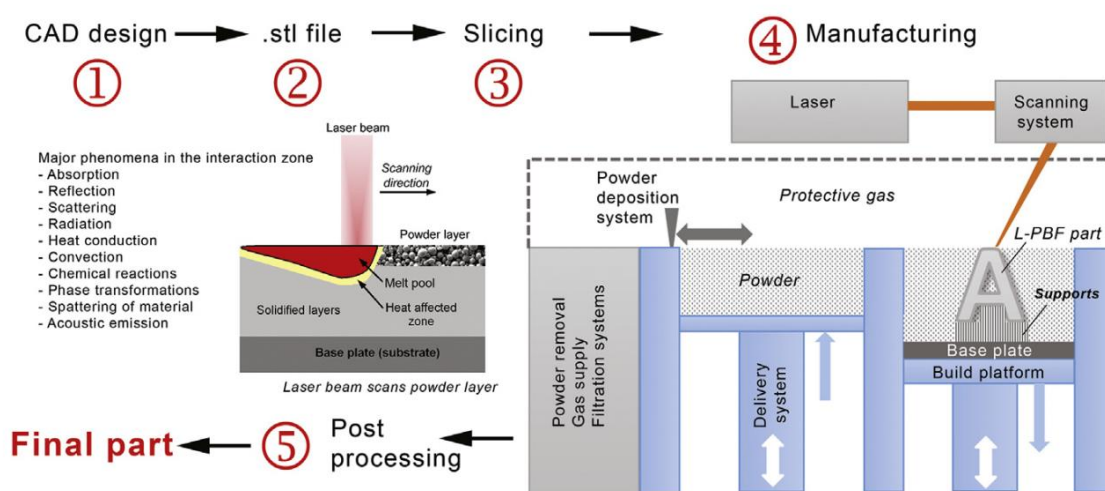 CAD design
.stl file
Slicing
④ Manufacturing
①
②
③
Laser beam
Scanning direction
Major phenomena in the interaction zone
- Absorption
- Reflection
- Scattering
- Radiation
- Heat conduction
- Convection
- Chemical reactions
- Phase transformations
- Spattering of material
- Acoustic emission
Powder layer
Melt pool
Heat affected
zone
Solidified layers
Base plate (substrate)
Laser beam scans powder layer
Laser
Scanning
system
Powder
deposition
system
Protective gas
L-PBF part
Powder
Supports
Base plate
Build platform
Powder removal
Gas supply
Filtration systems
Delivery
system
Final part
⑤
Post
processing